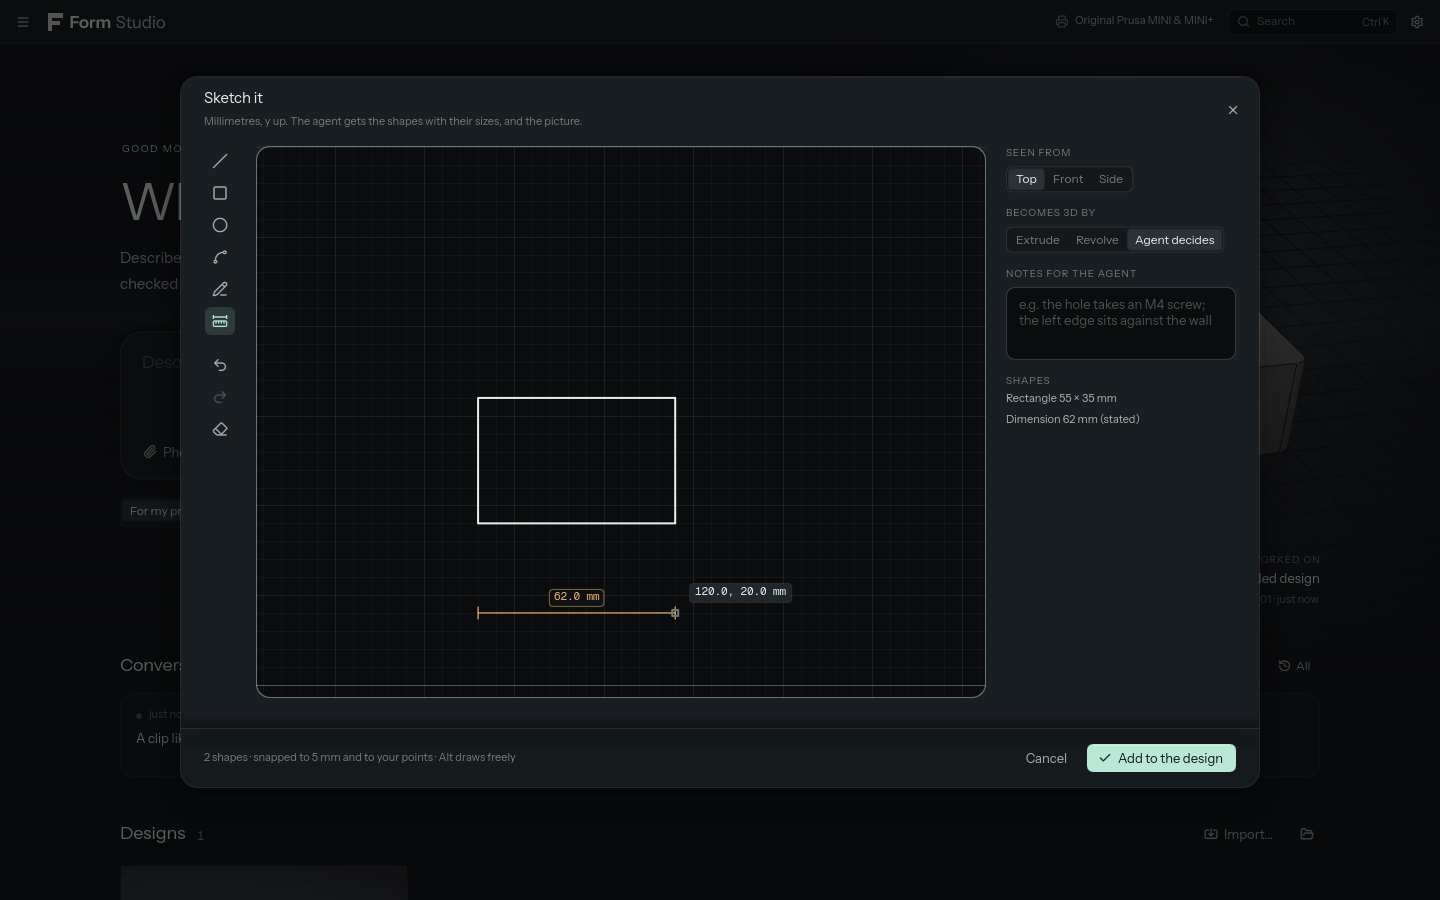 Form Studio
Original Prusa MINI & MINI+
Search
Ctrl K
Sketch it
Millimetres, y up. The agent gets the shapes with their sizes, and the picture.
GOOD MO
WI
Describe
checked
Desc
Ph
For my pr
SEEN FROM
Top Front Side
BECOMES 3D BY
Extrude Revolve Agent decides
NOTES FOR THE AGENT
e.g. the hole takes an M4 screw;
the left edge sits against the wall
SHAPES
Rectangle 55 × 35 mm
Dimension 62 mm (stated)
120.0, 20.0 mm
62.0 mm
ORKED ON
led design
01 · just now
Convers
All
just no
A clip lik
2 shapes · snapped to 5 mm and to your points · Alt draws freely
Cancel
Add to the design
Designs 1
Import...